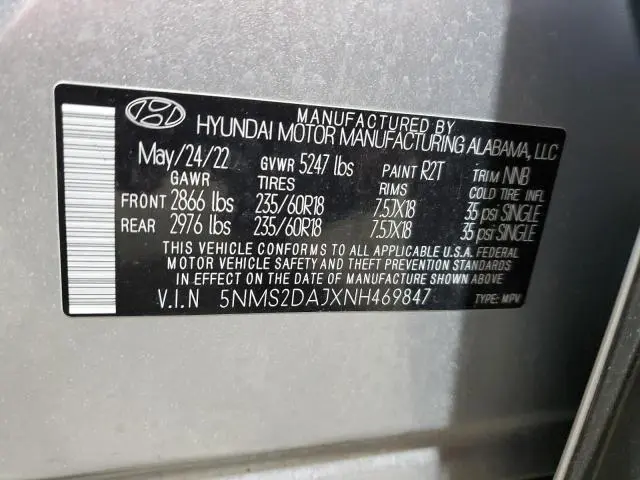 MANUFACTURED BY
HYUNDAI MOTOR MANUFACTURING ALABAMA, LLC
May/24/22 GVWR 5247 lbs PAINT R2T TRIM NNB
GAWR TIRES RIMS COLD TIRE INFL
FRONT 2866 lbs 235/60R18 7.5JX18 35 psi SINGLE
REAR 2976 lbs 235/60R18 7.5JX18 35 psi SINGLE
THIS VEHICLE CONFORMS TO ALL APPLICABLE U.S.A. FEDERAL
MOTOR VEHICLE SAFETY AND THEFT PREVENTION STANDARDS
IN EFFECT ON THE DATE OF MANUFACTURE SHOWN ABOVE
V.I.N 5NMS2DAJXNH469847 TYPE: MPV